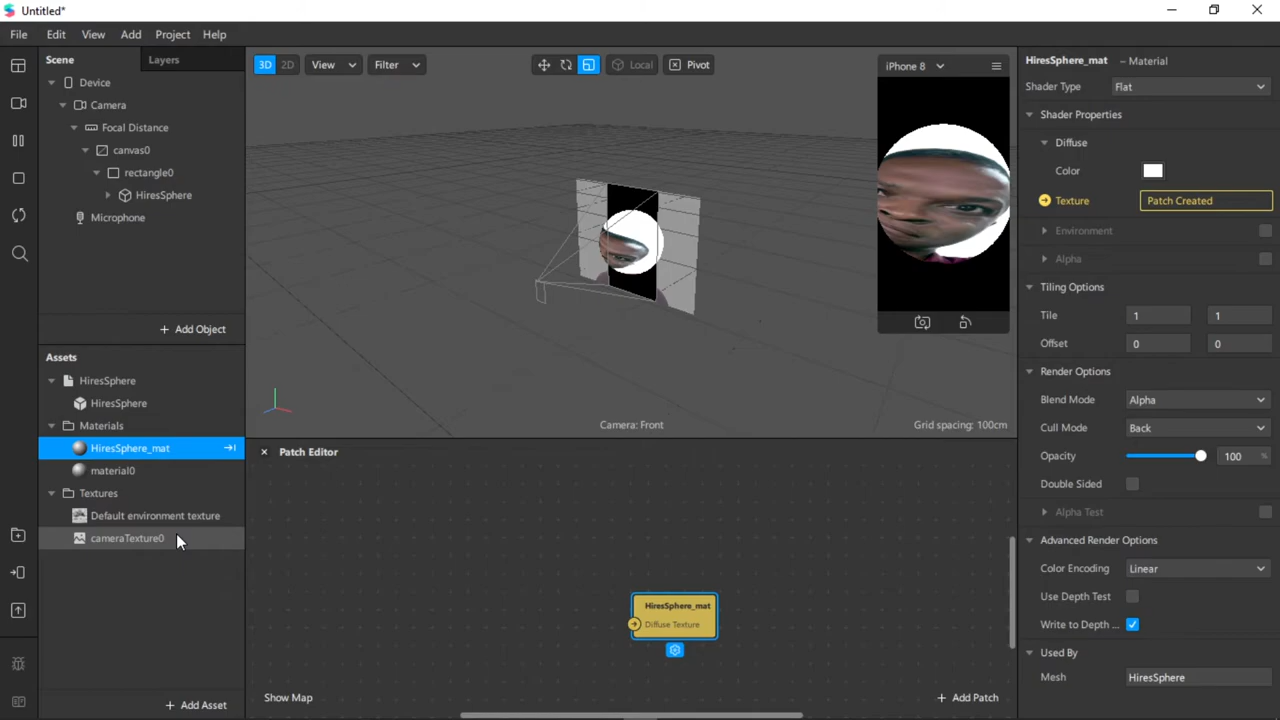 Untitled*
File Edit View Add Project Help
Scene Layers
Device
Camera
Focal Distance
canvas0
rectangle0
HiresSphere
Microphone
Add Object
Assets
HiresSphere
HiresSphere
Materials
HiresSphere_mat
material0
Textures
Default environment texture
cameraTexture0
Add Asset
3D 2D View Filter Local Pivot
iPhone 8
Camera: Front
Grid spacing: 100cm
Patch Editor
HiresSphere_mat
Diffuse Texture
Show Map
Add Patch
HiresSphere_mat – Material
Shader Type Flat
Shader Properties
Diffuse
Color
Texture Patch Created
Environment
Alpha
Tiling Options
Tile 1 1
Offset 0 0
Render Options
Blend Mode Alpha
Cull Mode Back
Opacity 100 %
Double Sided
Alpha Test
Advanced Render Options
Color Encoding Linear
Use Depth Test
Write to Depth ...
Used By
Mesh HiresSphere